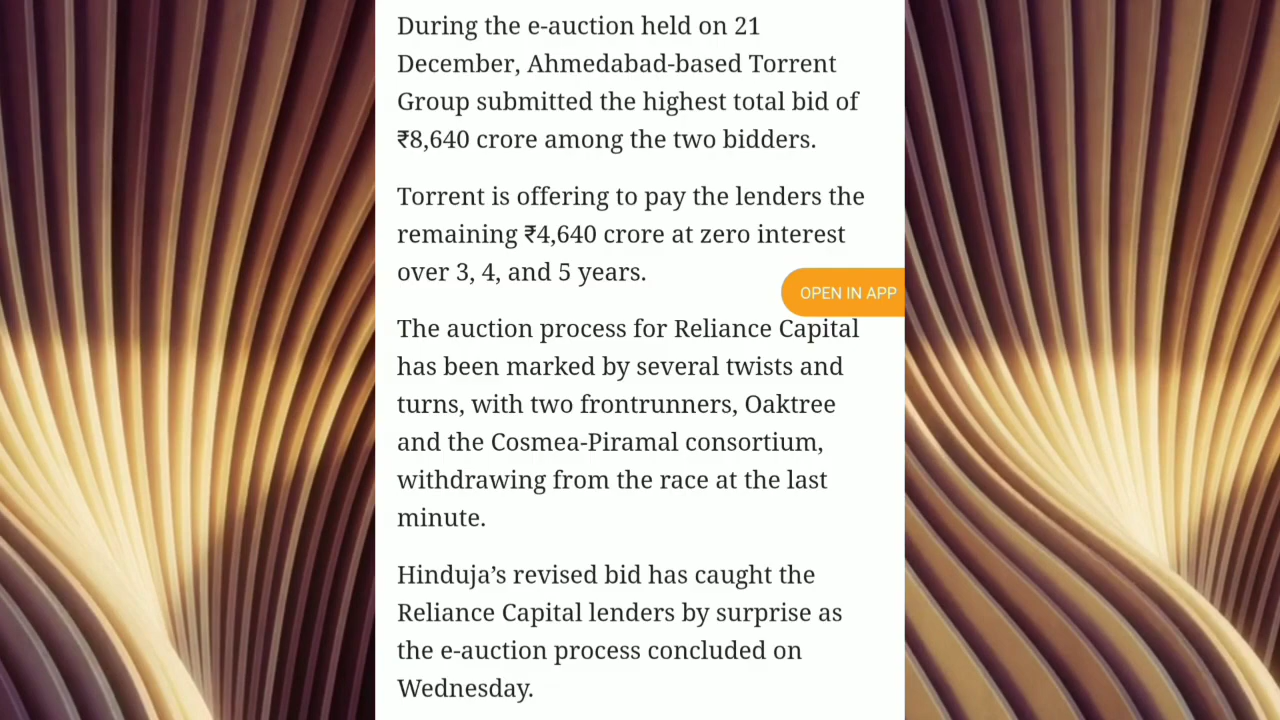 During the e-auction held on 21
December, Ahmedabad-based Torrent
Group submitted the highest total bid of
₹8,640 crore among the two bidders.
Torrent is offering to pay the lenders the
remaining ₹4,640 crore at zero interest
over 3, 4, and 5 years.
OPEN IN APP
The auction process for Reliance Capital
has been marked by several twists and
turns, with two frontrunners, Oaktree
and the Cosmea-Piramal consortium,
withdrawing from the race at the last
minute.
Hinduja’s revised bid has caught the
Reliance Capital lenders by surprise as
the e-auction process concluded on
Wednesday.